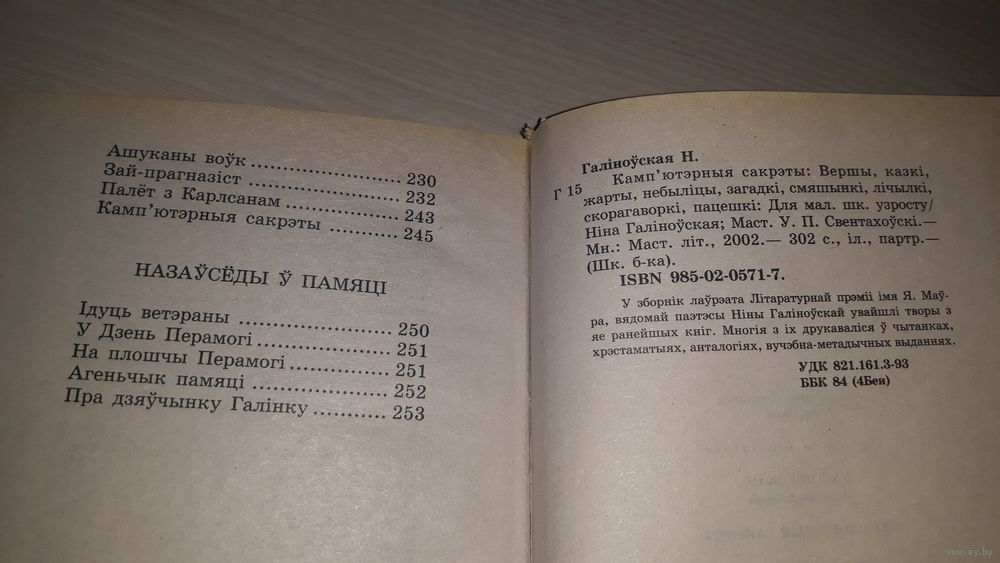 Ашуканы воўк ..................... 230
Зай-прагназіст ..................... 232
Палёт з Карлсанам ................ 243
Камп'ютэрныя сакрэты .......... 245
НАЗАЎСЁДЫ Ў ПАМЯЦІ
Ідуць ветэраны ..................... 250
У Дзень Перамогі .................. 251
На плошчы Перамогі .............. 251
Агеньчык памяці ................... 252
Пра дзяўчынку Галінку .......... 253
Галіноўская Н.
Г 15 Камп'ютэрныя сакрэты: Вершы, казкі,
жарты, небыліцы, загадкі, смяшынкі, лічылкі,
скорагаворкі, пацешкі: Для мал. шк. узросту/
Ніна Галіноўская; Маст. У. П. Свентахоўскі.—
Мн.: Маст. літ., 2002.— 302 с., іл., партр.—
(Шк. б-ка).
ISBN 985-02-0571-7.
У зборнік лаўрэата Літаратурнай прэміі імя Я. Маў-
ра, вядомай паэтэсы Ніны Галіноўскай увайшлі творы з
яе ранейшых кніг. Многія з іх друкаваліся ў чытанках,
хрэстаматыях, анталогіях, вучэбна-метадычных выданнях.
УДК 821.161.3-93
ББК 84 (4Беи)
www.ay.by